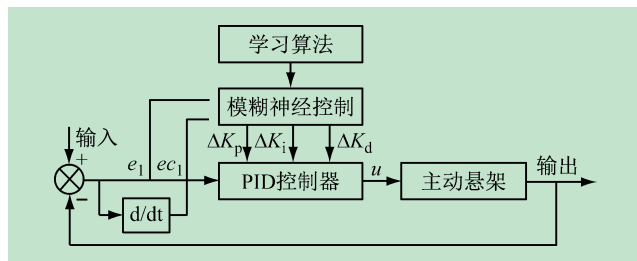 学习算法
模糊神经控制
输入
ΔKp ΔKi ΔKd
+
e1 ec1
PID控制器
u
主动悬架
输出
−
d/dt